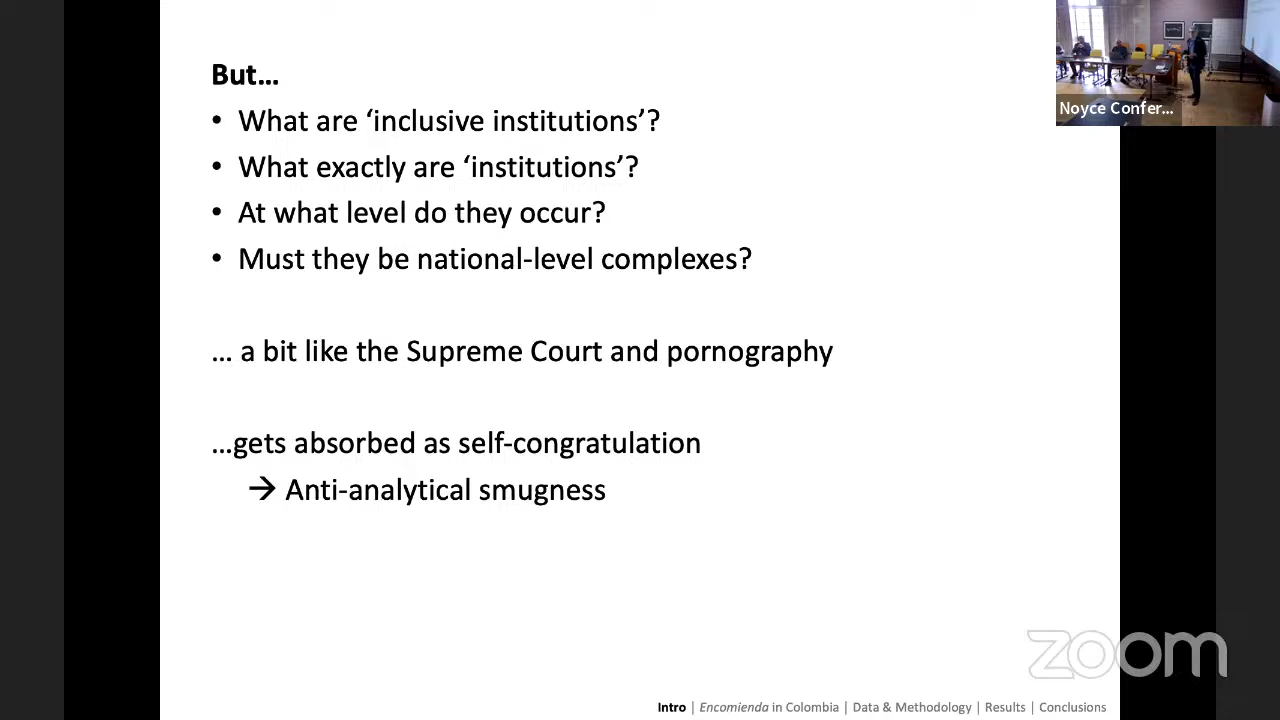 But…
• What are ‘inclusive institutions’?
• What exactly are ‘institutions’?
• At what level do they occur?
• Must they be national-level complexes?
… a bit like the Supreme Court and pornography
…gets absorbed as self-congratulation
→ Anti-analytical smugness
Noyce Confer...
zoom
Intro | Encomienda in Colombia | Data & Methodology | Results | Conclusions